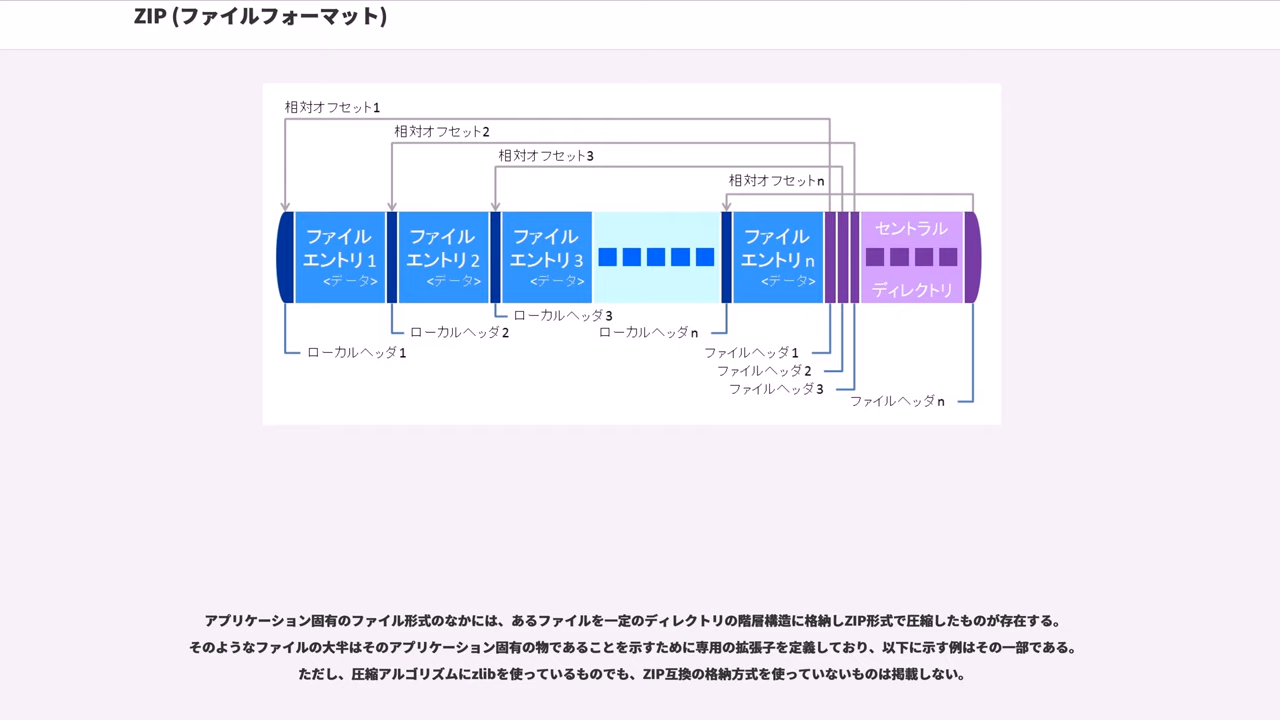 ZIP (ファイルフォーマット)
相対オフセット1
相対オフセット2
相対オフセット3
相対オフセットn
ファイル
エントリ1
<データ>
ファイル
エントリ2
<データ>
ファイル
エントリ3
<データ>
ファイル
エントリn
<データ>
セントラル
ディレクトリ
ローカルヘッダ1
ローカルヘッダ2
ローカルヘッダ3
ローカルヘッダn
ファイルヘッダ1
ファイルヘッダ2
ファイルヘッダ3
ファイルヘッダn
アプリケーション固有のファイル形式のなかには、あるファイルを一定のディレクトリの階層構造に格納しZIP形式で圧縮したものが存在する。
そのようなファイルの大半はそのアプリケーション固有の物であることを示すために専用の拡張子を定義しており、以下に示す例はその一部である。
ただし、圧縮アルゴリズムにzlibを使っているものでも、ZIP互換の格納方式を使っていないものは掲載しない。